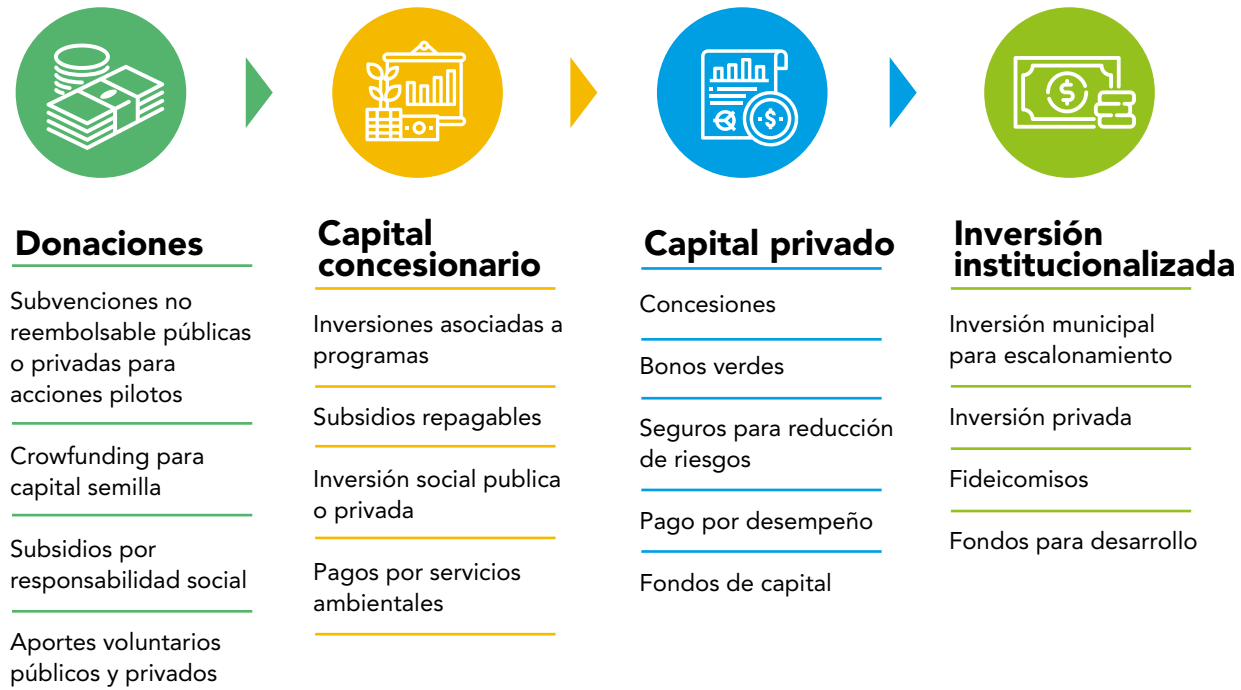 Donaciones
Subvenciones no
reembolsable públicas
o privadas para
acciones pilotos
Crowfunding para
capital semilla
Subsidios por
responsabilidad social
Aportes voluntarios
públicos y privados
Capital
concesionario
Inversiones asociadas a
programas
Subsidios repagables
Inversión social publica
o privada
Pagos por servicios
ambientales
Capital privado
Concesiones
Bonos verdes
Seguros para reducción
de riesgos
Pago por desempeño
Fondos de capital
Inversión
institucionalizada
Inversión municipal
para escalonamiento
Inversión privada
Fideicomisos
Fondos para desarrollo